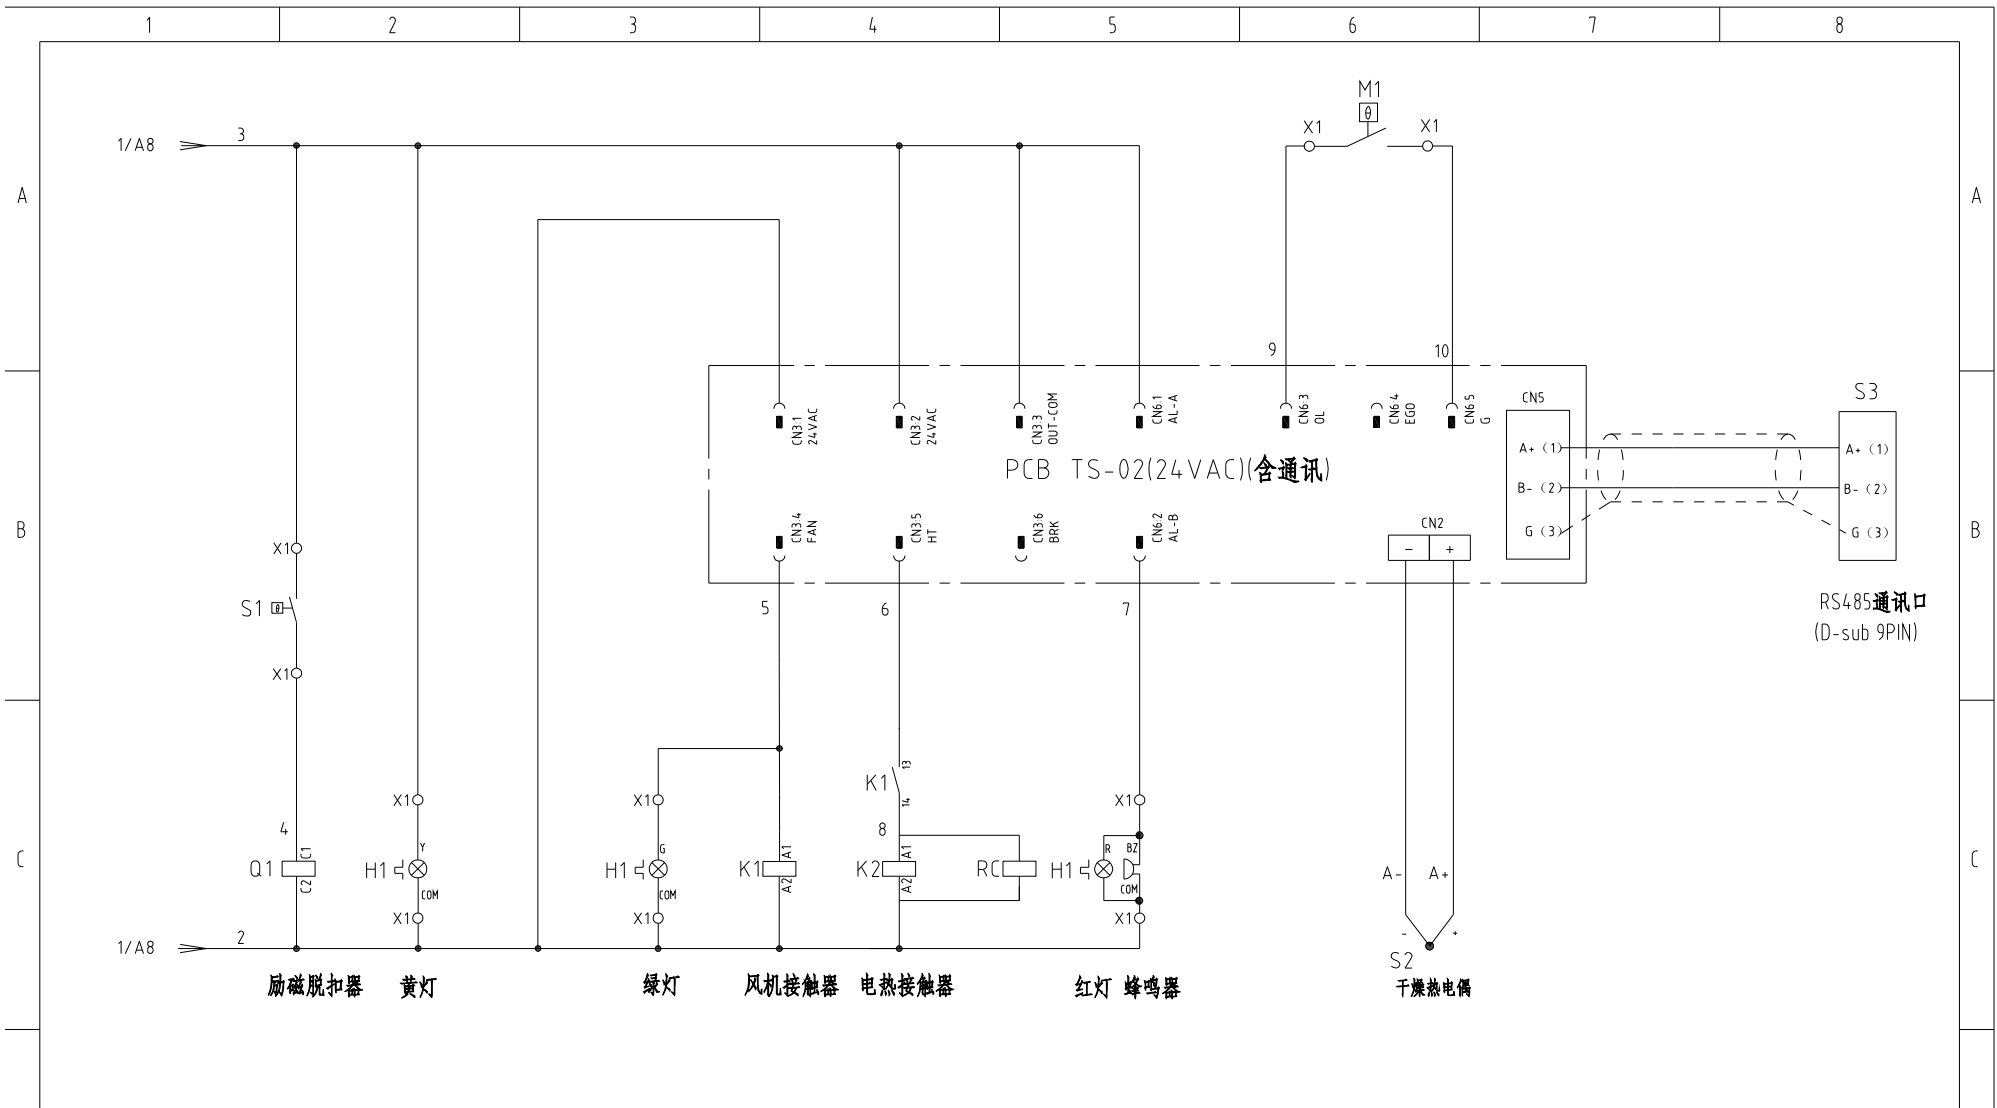 1 2 3 4 5 6 7 8
M1
θ
X1 X1
1/A8 3
A A
9 10
CN3:1
24VAC
CN3:2
24VAC
CN3:3
OUT-COM
CN6:1
AL-A
CN6:3
OL
CN6:4
EGO
CN6:5
G
CN5
S3
A+ (1) A+ (1)
PCB TS-02(24VAC)(含通讯)
B- (2) B- (2)
CN3:4
FAN
CN3:5
HT
CN3:6
BRK
CN6:2
AL-B
CN2
- +
G (3) G (3)
B B
X1
S1 θ
5 6 7
RS485通讯口
(D-sub 9PIN)
X1
K1 13
14
X1 X1 X1
4 8
C C
Q1 C1
C2
H1 Y
COM
H1 G
COM
K1 A1
A2
K2 A1
A2
RC
H1 R BZ
COM
A- A+
X1 X1 X1
- +
1/A8 2
S2
励磁脱扣器 黄灯 绿灯 风机接触器 电热接触器 红灯 蜂鸣器 干燥热电偶